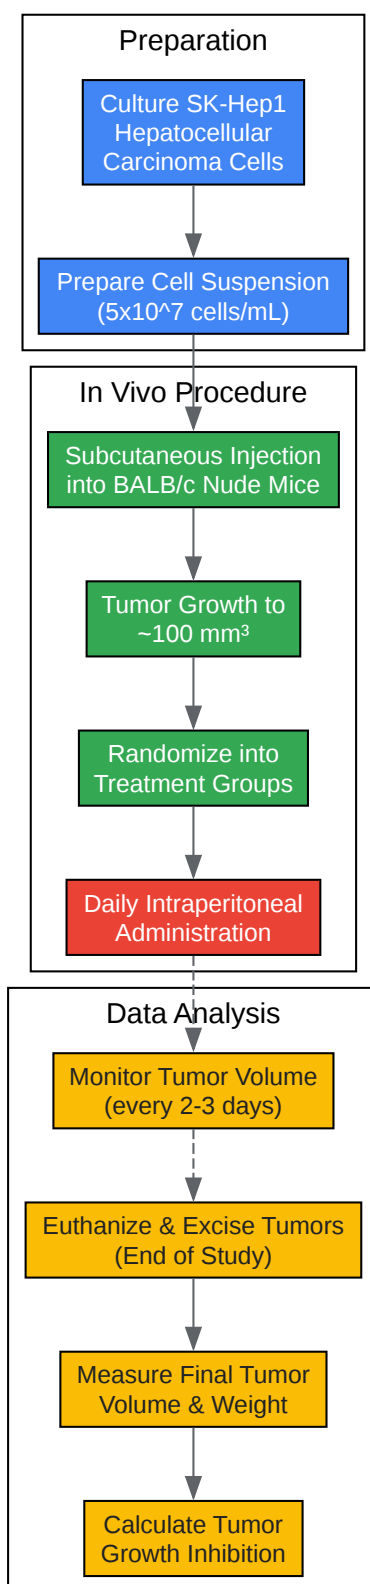 Preparation
Culture SK-Hep1
Hepatocellular
Carcinoma Cells
Prepare Cell Suspension
(5x10^7 cells/mL)
In Vivo Procedure
Subcutaneous Injection
into BALB/c Nude Mice
Tumor Growth to
~100 mm³
Randomize into
Treatment Groups
Daily Intraperitoneal
Administration
Data Analysis
Monitor Tumor Volume
(every 2-3 days)
Euthanize & Excise Tumors
(End of Study)
Measure Final Tumor
Volume & Weight
Calculate Tumor
Growth Inhibition